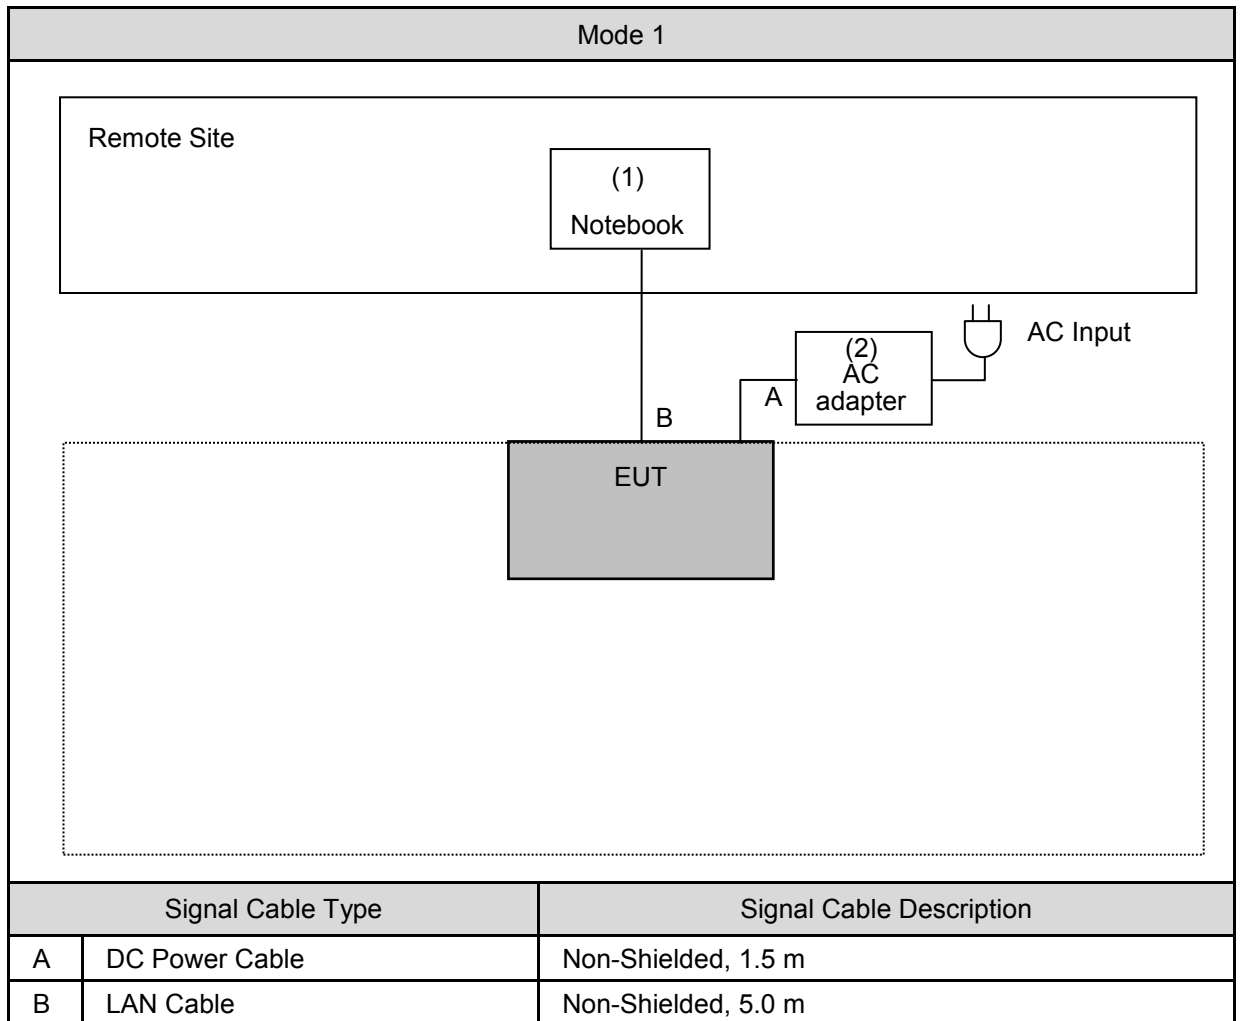 Mode 1
Remote Site
(1)
Notebook
AC Input
(2)
AC
adapter
A
B
EUT
Signal Cable Type Signal Cable Description
A DC Power Cable Non-Shielded, 1.5 m
B LAN Cable Non-Shielded, 5.0 m